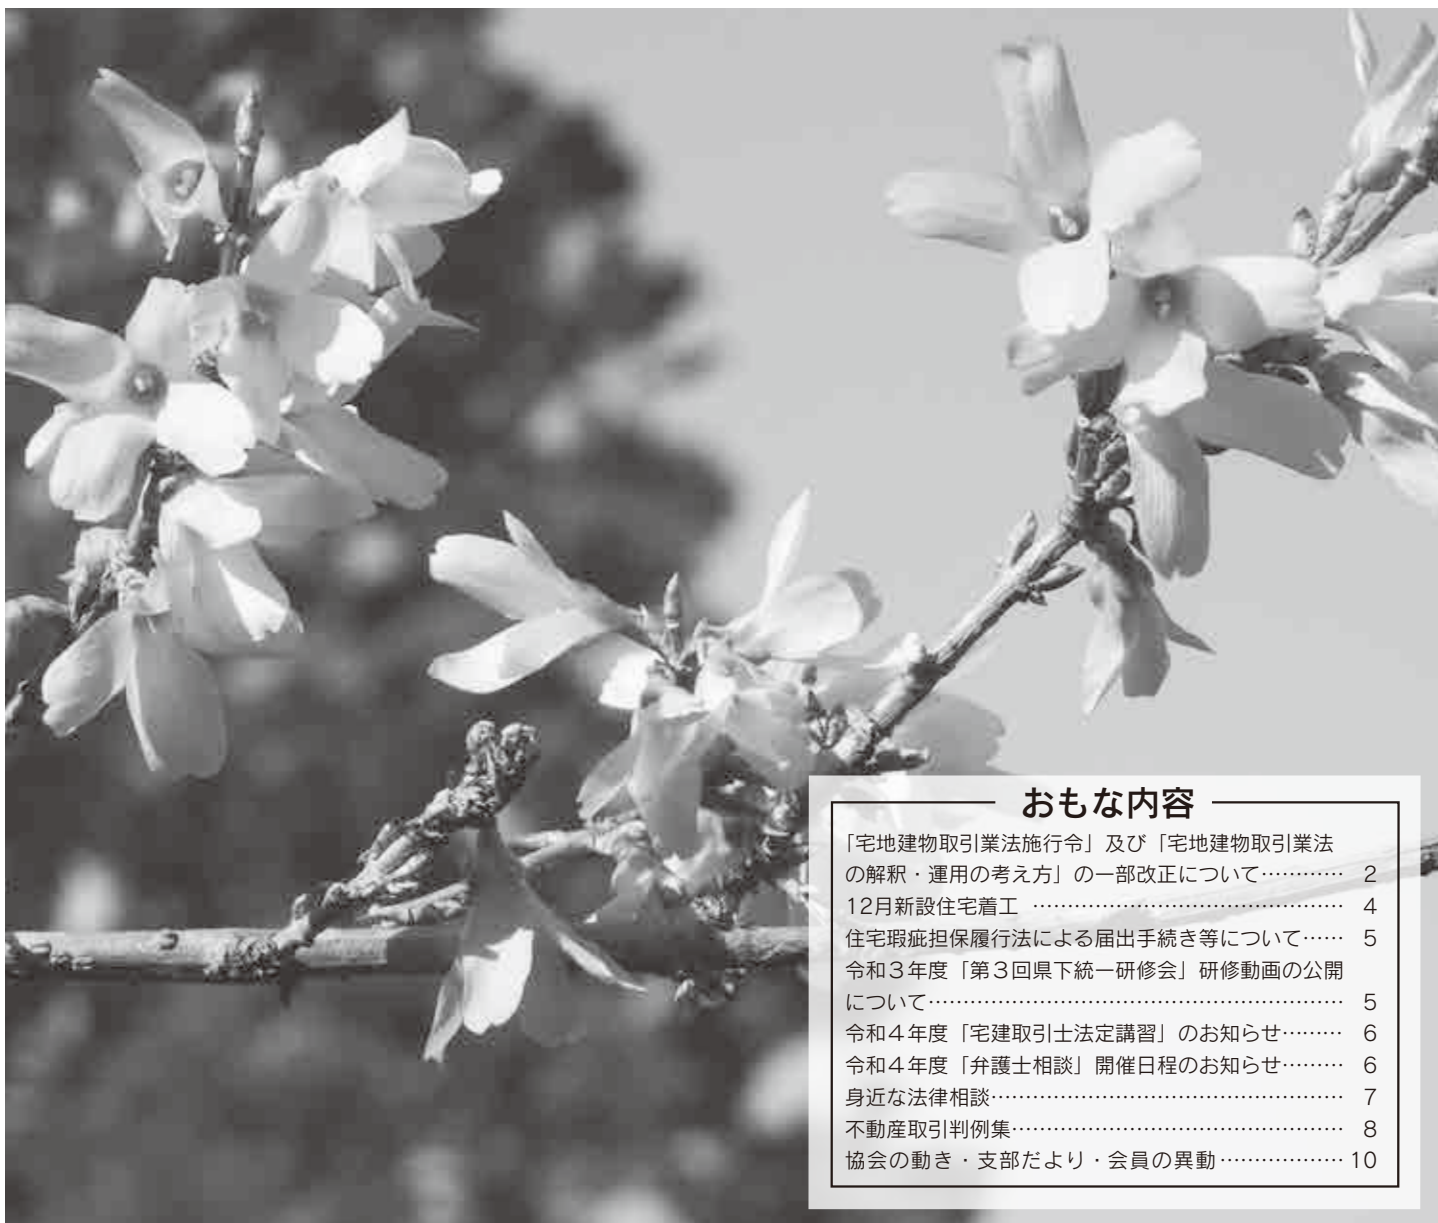 おもな内容
「宅地建物取引業法施行令」及び「宅地建物取引業法
の解釈・運用の考え方」の一部改正について………… 2
12月新設住宅着工 ……………………………………… 4
住宅瑕疵担保履行法による届出手続き等について…… 5
令和３年度「第３回県下統一研修会」研修動画の公開
について…………………………………………………… 5
令和４年度「宅建取引士法定講習」のお知らせ……… 6
令和４年度「弁護士相談」開催日程のお知らせ……… 6
身近な法律相談…………………………………………… 7
不動産取引判例集………………………………………… 8
協会の動き・支部だより・会員の異動……………… 10